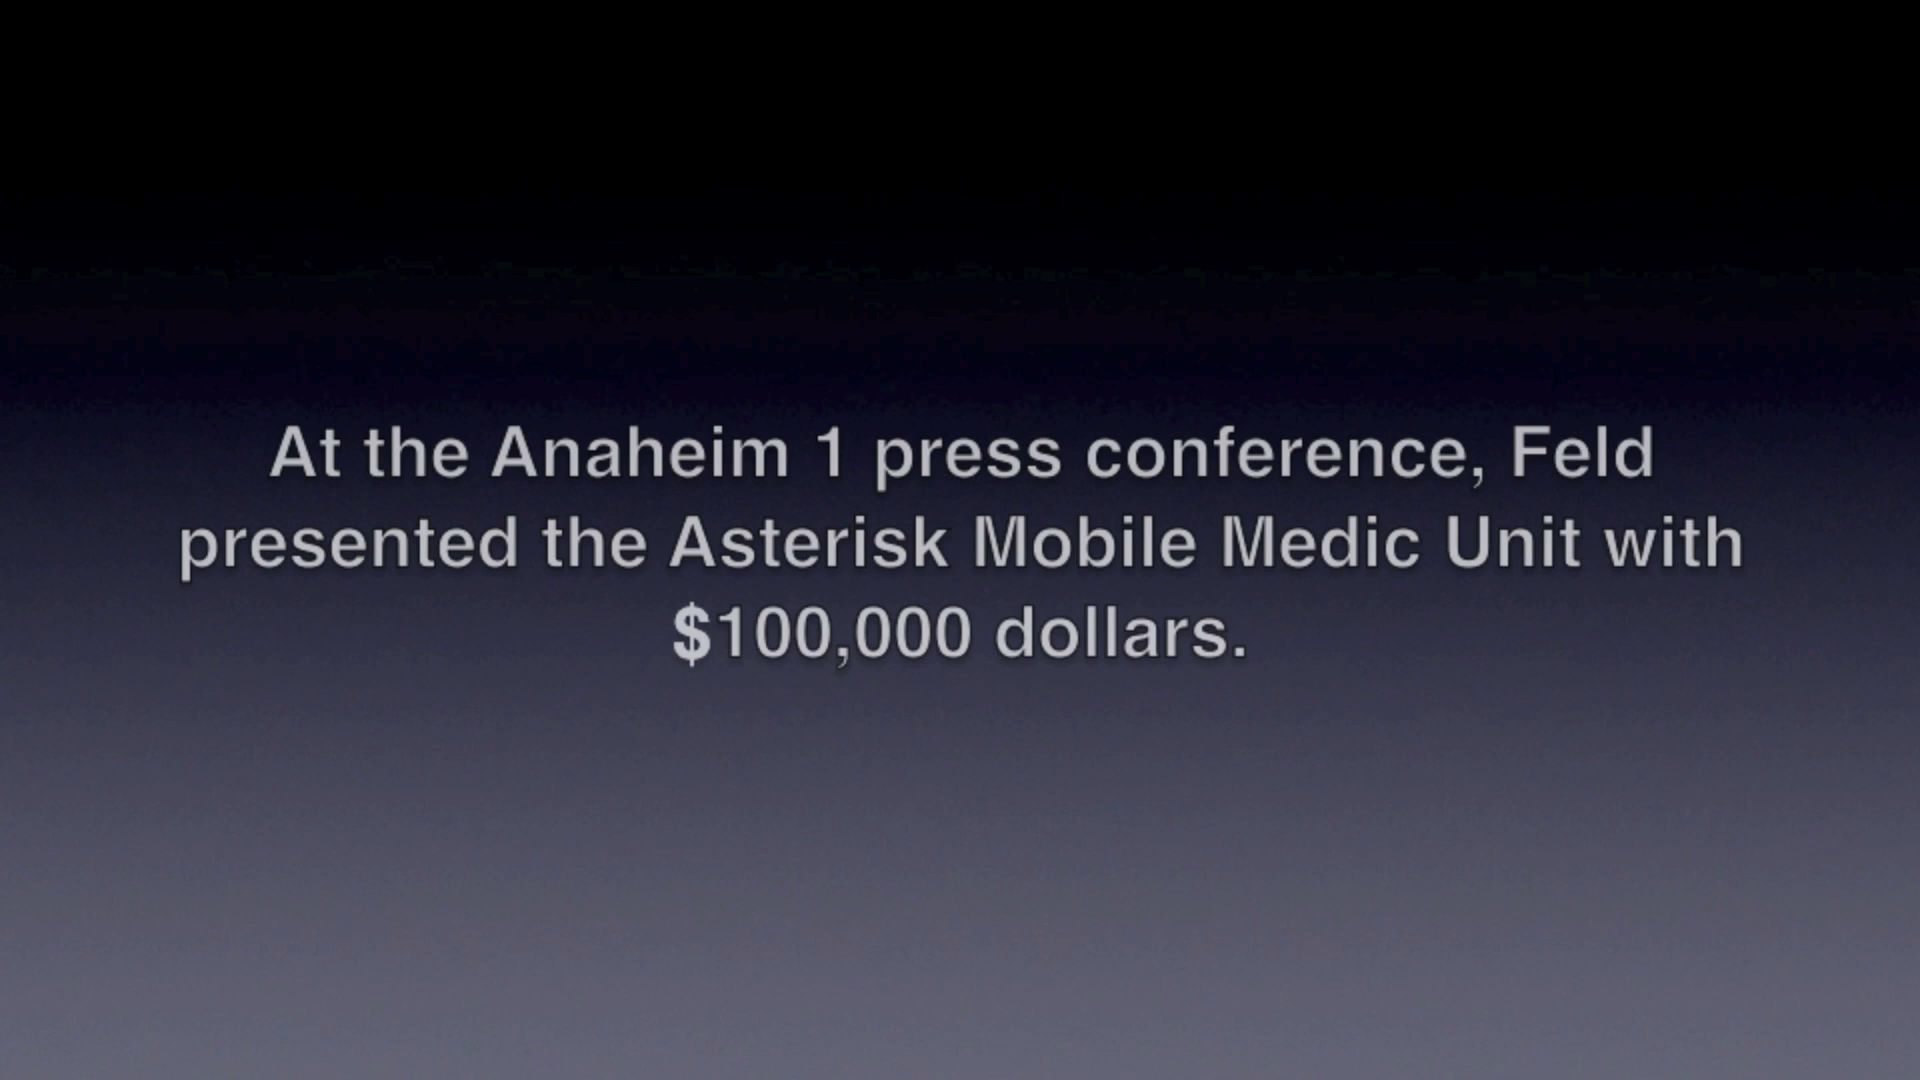 At the Anaheim 1 press conference, Feld
presented the Asterisk Mobile Medic Unit with
$100,000 dollars.